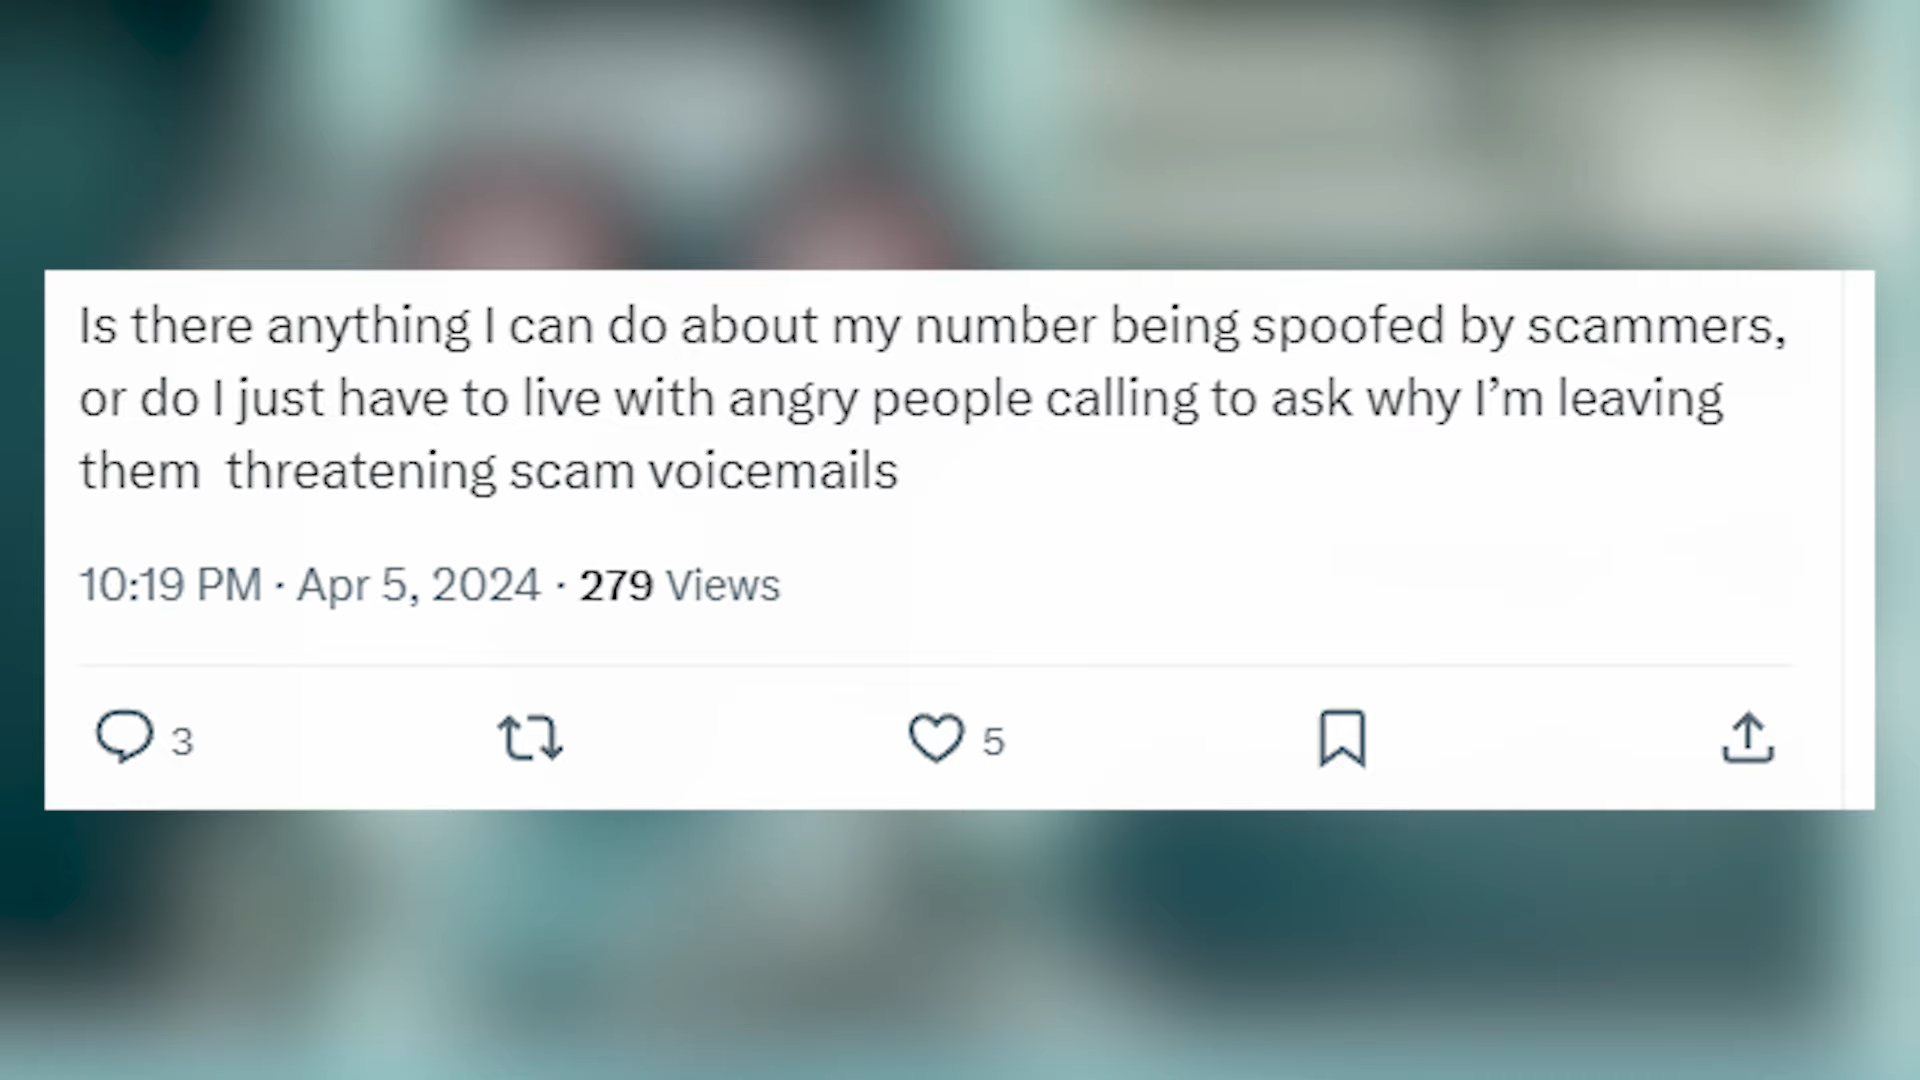 Is there anything I can do about my number being spoofed by scammers,
or do I just have to live with angry people calling to ask why I’m leaving
them  threatening scam voicemails
10:19 PM · Apr 5, 2024 · 279 Views
3 5